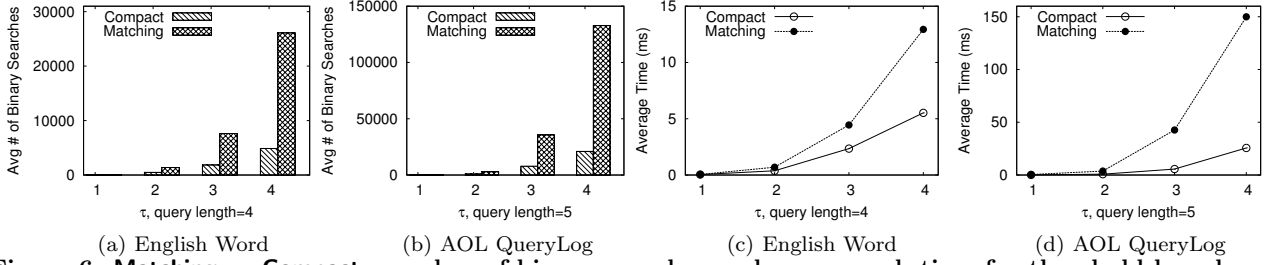 Avg # of Binary Searches
Compact
Matching
30000
20000
10000
0
1 2 3 4
τ, query length=4
(a) English Word
Avg # of Binary Searches
Compact
Matching
150000
100000
50000
0
1 2 3 4
τ, query length=5
(b) AOL QueryLog
Average Time (ms)
Compact
Matching
15
10
5
0
1 2 3 4
τ, query length=4
(c) English Word
Average Time (ms)
Compact
Matching
150
100
50
0
1 2 3 4
τ, query length=5
(d) AOL QueryLog
Matching Compact